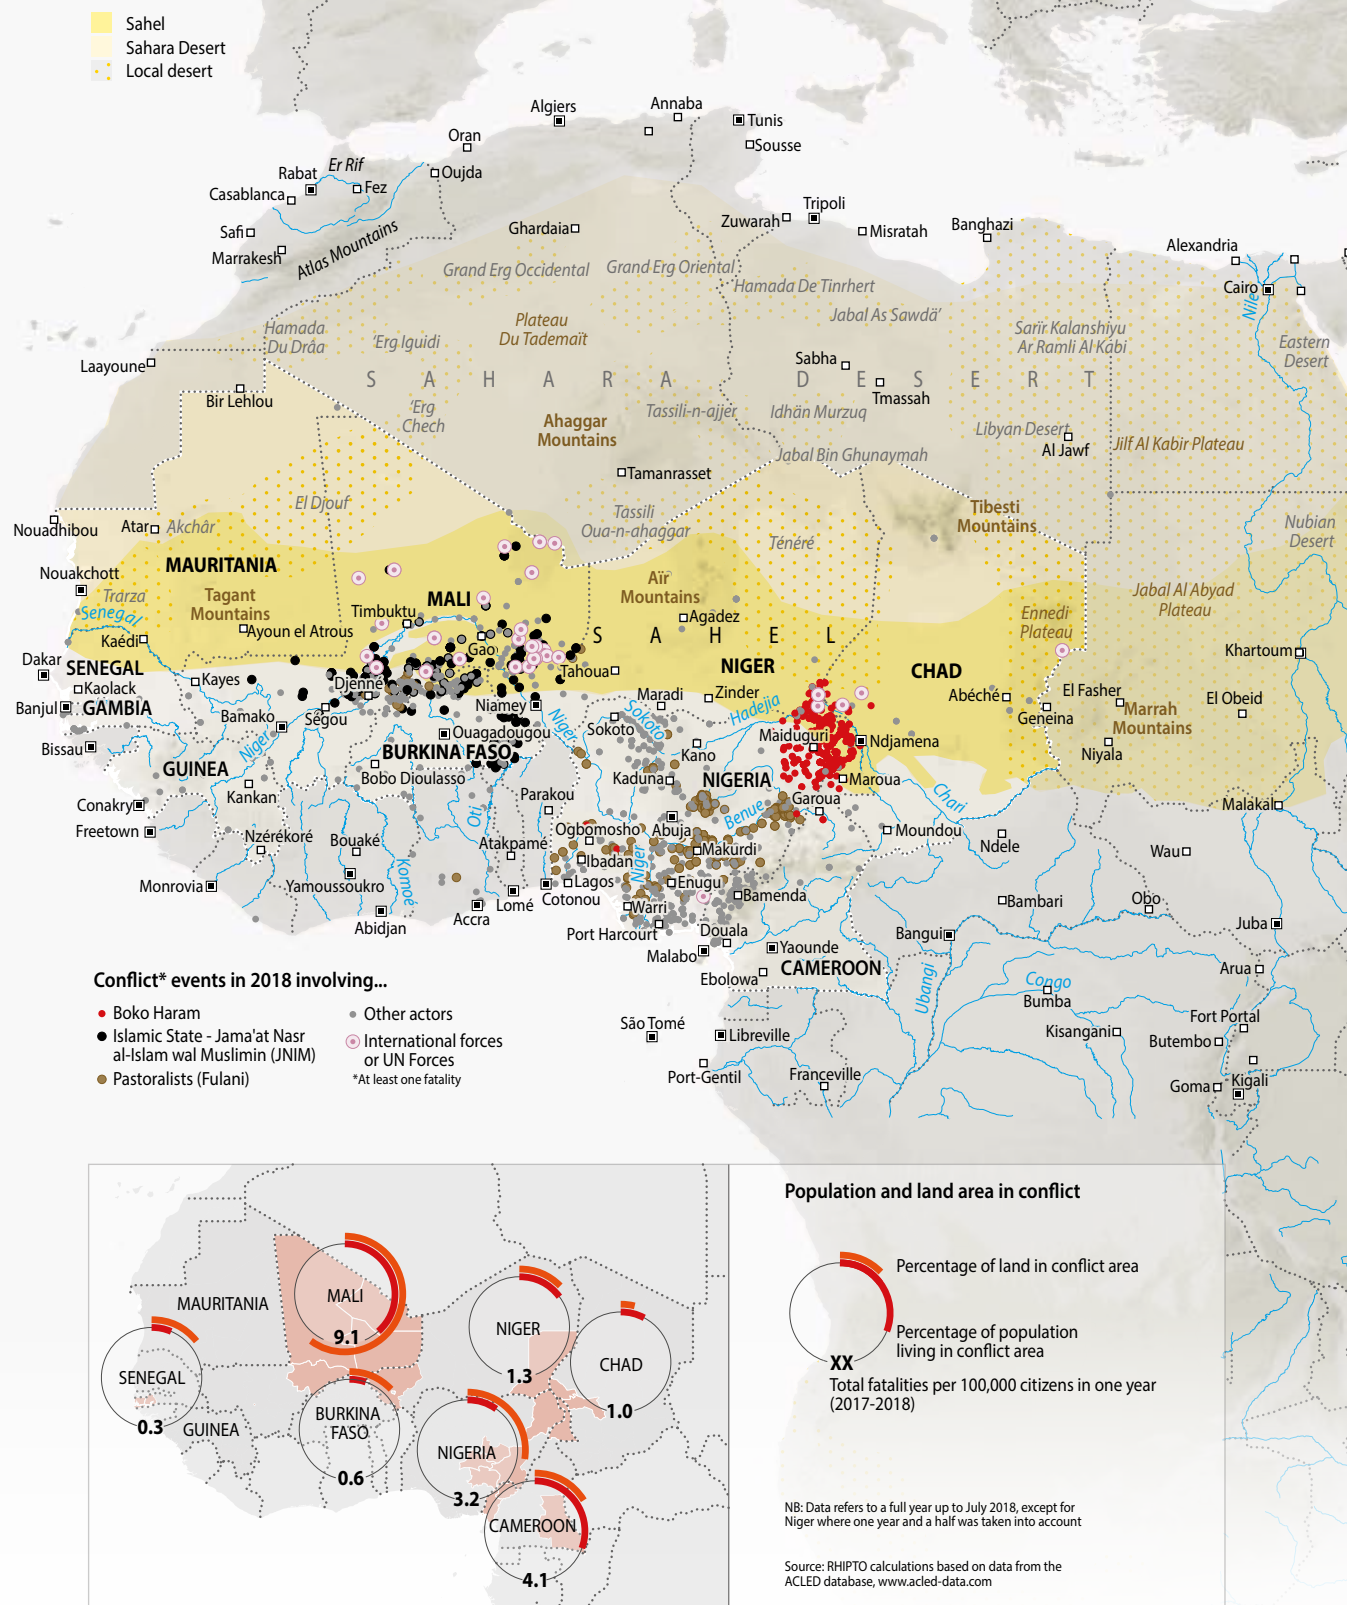 Sahel
Sahara Desert
Local desert
Algiers
Annaba
Tunis
Oran
Sousse
Er Rif
Rabat
Fez
Oujda
Casablanca
Tripoli
Zuwarah
Ghardaia
Misratah
Banghazi
Safi
Marrakesh
Atlas Mountains
Alexandria
Grand Erg Occidental
Grand Erg Oriental
Hamada De Tinrhert
Cairo
Nile
Jabal As Sawdā'
Plateau
Du Tademaït
Hamada
Du Drâa
'Erg Iguidi
Sarīr Kalanshiyu
Ar Ramli Al Kabi
Eastern
Desert
Laayoune
Sabha
SAHARA DESERT
Bir Lehlou
Tmassah
'Erg
Chech
Ahaggar
Mountains
Tassili-n-ajjer
Idhān Murzuq
Libyan Desert
Al Jawf
Jilf Al Kabir Plateau
Jabal Bin Ghunaymah
Tamanrasset
El Djouf
Tassili
Oua-n-ahaggar
Tibesti
Mountains
Nouadhibou
Atar
Akchâr
Ténéré
Nubian
Desert
MAURITANIA
Nouakchott
Trarza
Tagant
Mountains
MALI
Aïr
Mountains
Agadez
Jabal Al Abyad
Plateau
Ennedi
Plateau
Senegal
Timbuktu
Ayoun el Atrous
Kaédi
Gao
SAHEL
Khartoum
Dakar
SENEGAL
Tahoua
NIGER
CHAD
Kaolack
Kayes
Djenné
Maradi
Zinder
Abéché
El Fasher
El Obeid
Banjul
GAMBIA
Niamey
Hadejia
Geneina
Marrah
Mountains
Bamako
Ségou
Niger
Sokoto
Sokoto
Ouagadougou
Maiduguri
Ndjamena
Bissau
Niger
BURKINA FASO
Kano
Niyala
GUINEA
Bobo Dioulasso
Kaduna
NIGERIA
Maroua
Kankan
Parakou
Garoua
Chari
Conakry
Oti
Benue
Malakal
Freetown
Nzérékoré
Bouaké
Atakpamé
Ogbomosho
Abuja
Moundou
Ndele
Ibadan
Makurdi
Wau
Monrovia
Yamoussoukro
Komoé
Lomé
Cotonou
Lagos
Niger
Enugu
Bamenda
Bambari
Obo
Accra
Warri
Abidjan
Port Harcourt
Douala
Bangui
Juba
Malabo
Yaounde
Ebolowa
CAMEROON
Ubangi
Congo
Bumba
Arua
Conflict* events in 2018 involving...
Boko Haram
Islamic State - Jama'at Nasr
al-Islam wal Muslimin (JNIM)
Pastoralists (Fulani)
Other actors
International forces
or UN Forces
*At least one fatality
São Tomé
Libreville
Kisangani
Fort Portal
Butembo
Port-Gentil
Franceville
Goma
Kigali
MAURITANIA
MALI
9.1
SENEGAL
0.3
GUINEA
BURKINA
FASO
0.6
NIGER
1.3
CHAD
1.0
NIGERIA
3.2
CAMEROON
4.1
Population and land area in conflict
Percentage of land in conflict area
Percentage of population
living in conflict area
XX
Total fatalities per 100,000 citizens in one year
(2017-2018)
NB: Data refers to a full year up to July 2018, except for
Niger where one year and a half was taken into account
Source: RHIPTO calculations based on data from the
ACLED database, www.acled-data.com